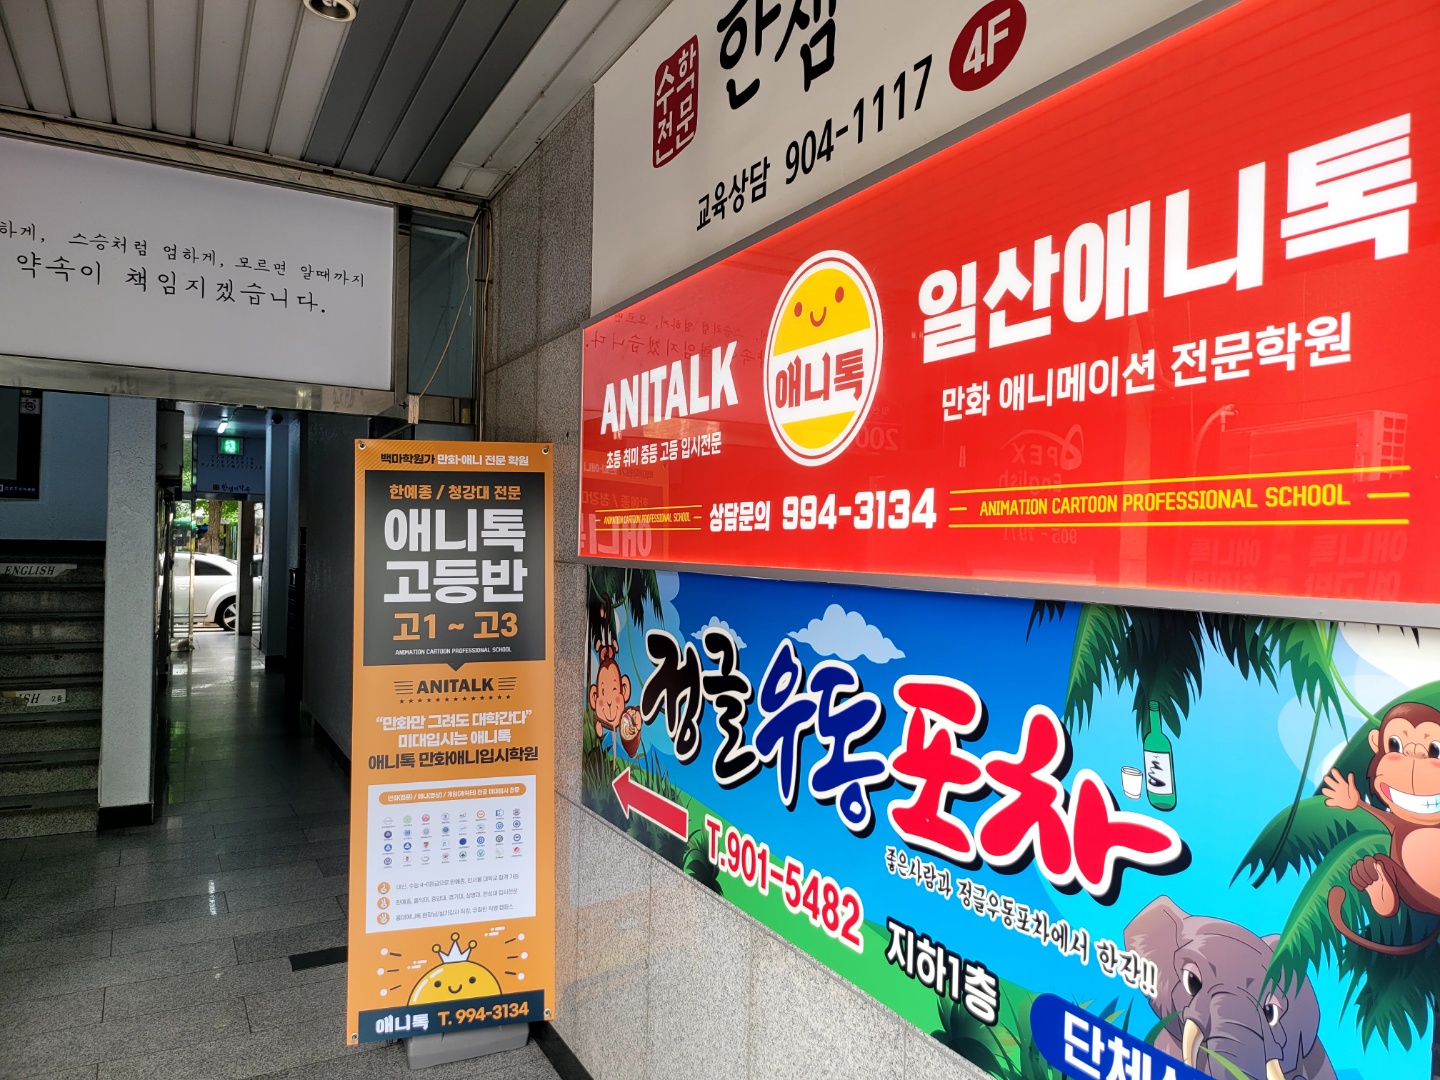 수학
전문
한샘
교육상담 904-1117
4F
하게, 스승처럼 엄하게, 모르면 알때까지
약속이 책임지겠습니다.
ANITALK
초등 취미 중등 고등 입시전문
애니톡
일산애니톡
만화 애니메이션 전문학원
ANIMATION CARTOON PROFESSIONAL SCHOOL
상담문의 994-3134
ANIMATION CARTOON PROFESSIONAL SCHOOL
백마학원가 만화·애니 전문 학원
한예종 / 청강대 전문
애니톡
고등반
고1 ~ 고3
ANIMATION CARTOON PROFESSIONAL SCHOOL
ANITALK
“만화만 그려도 대학간다”
미대입시는 애니톡
애니톡 만화애니입시학원
애니톡 T. 994-3134
ENGLISH
정글우동포차
T.901-5482
좋은사람과 정글우동포차에서 한잔!!
지하1층
단체